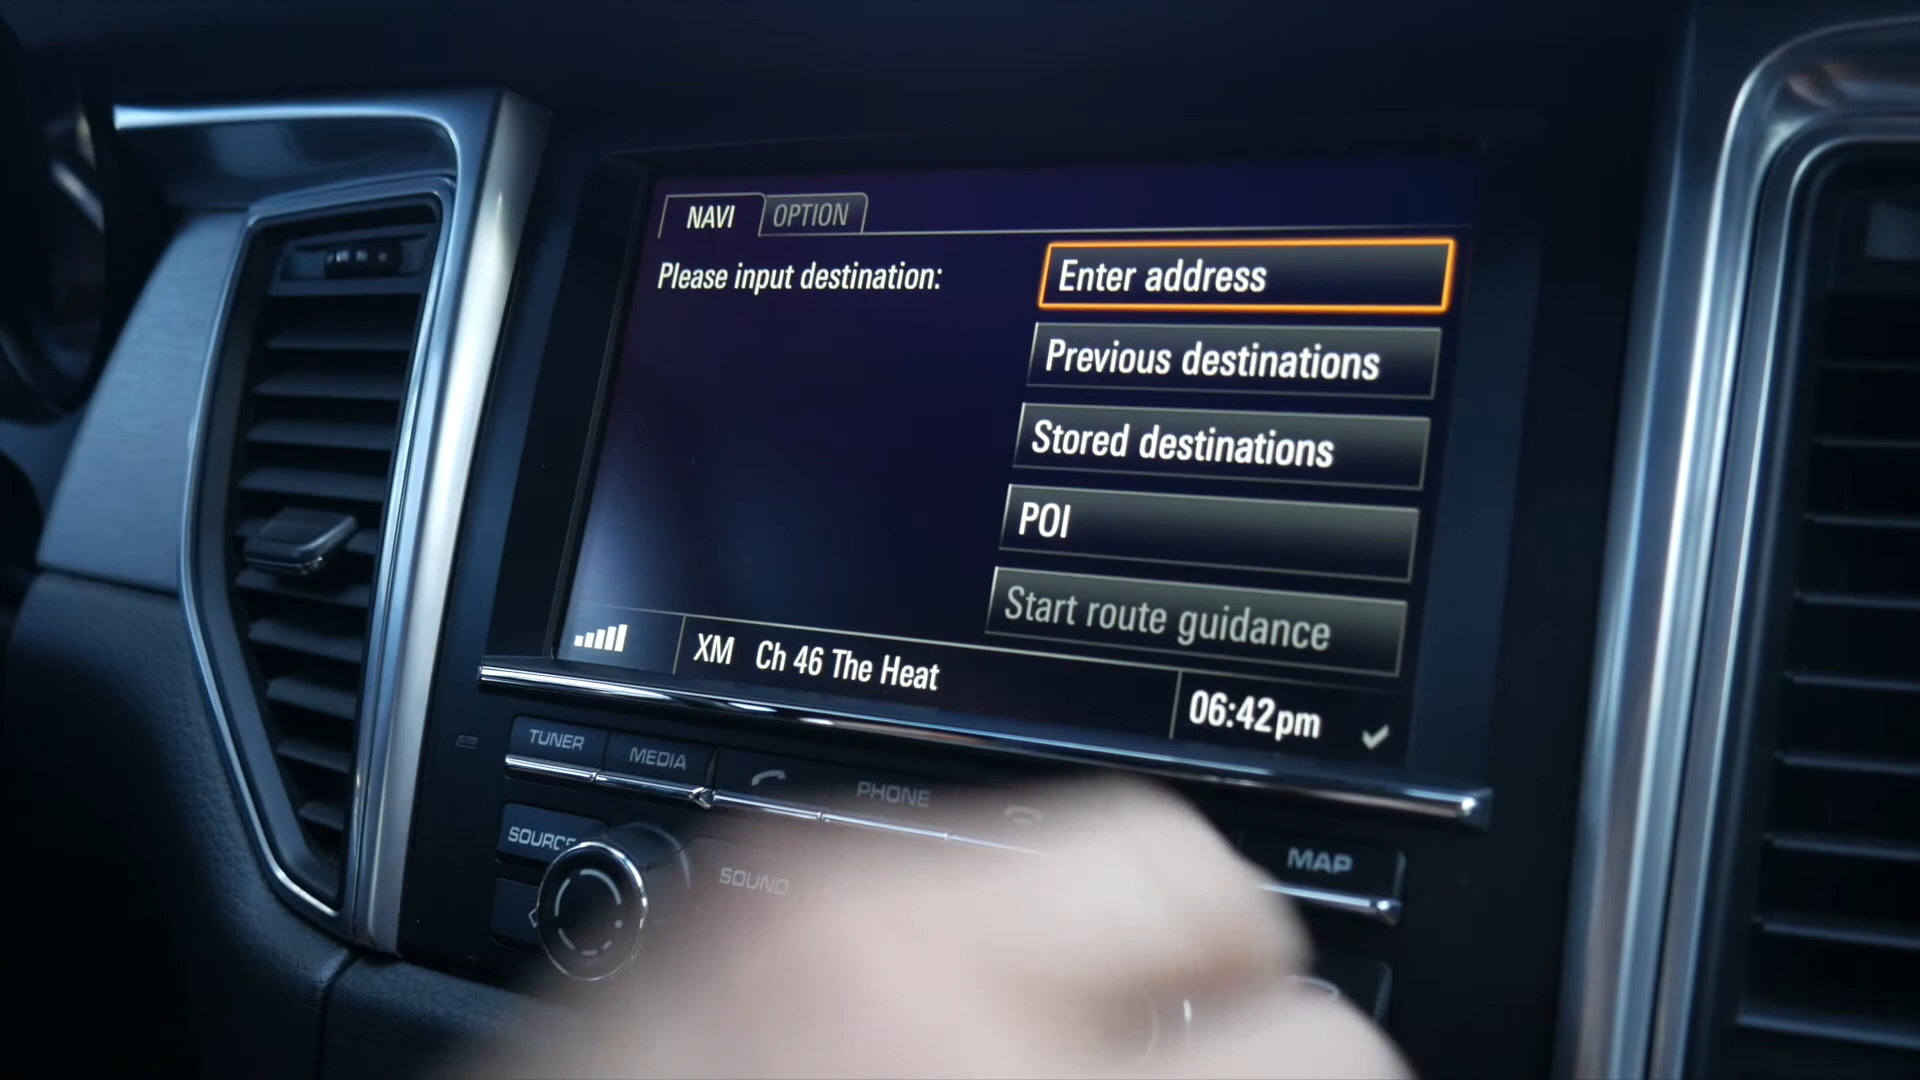 NAVI OPTION
Please input destination:
Enter address
Previous destinations
Stored destinations
POI
Start route guidance
XM Ch 46 The Heat
06:42pm
TUNER MEDIA PHONE
SOURCE SOUND MAP